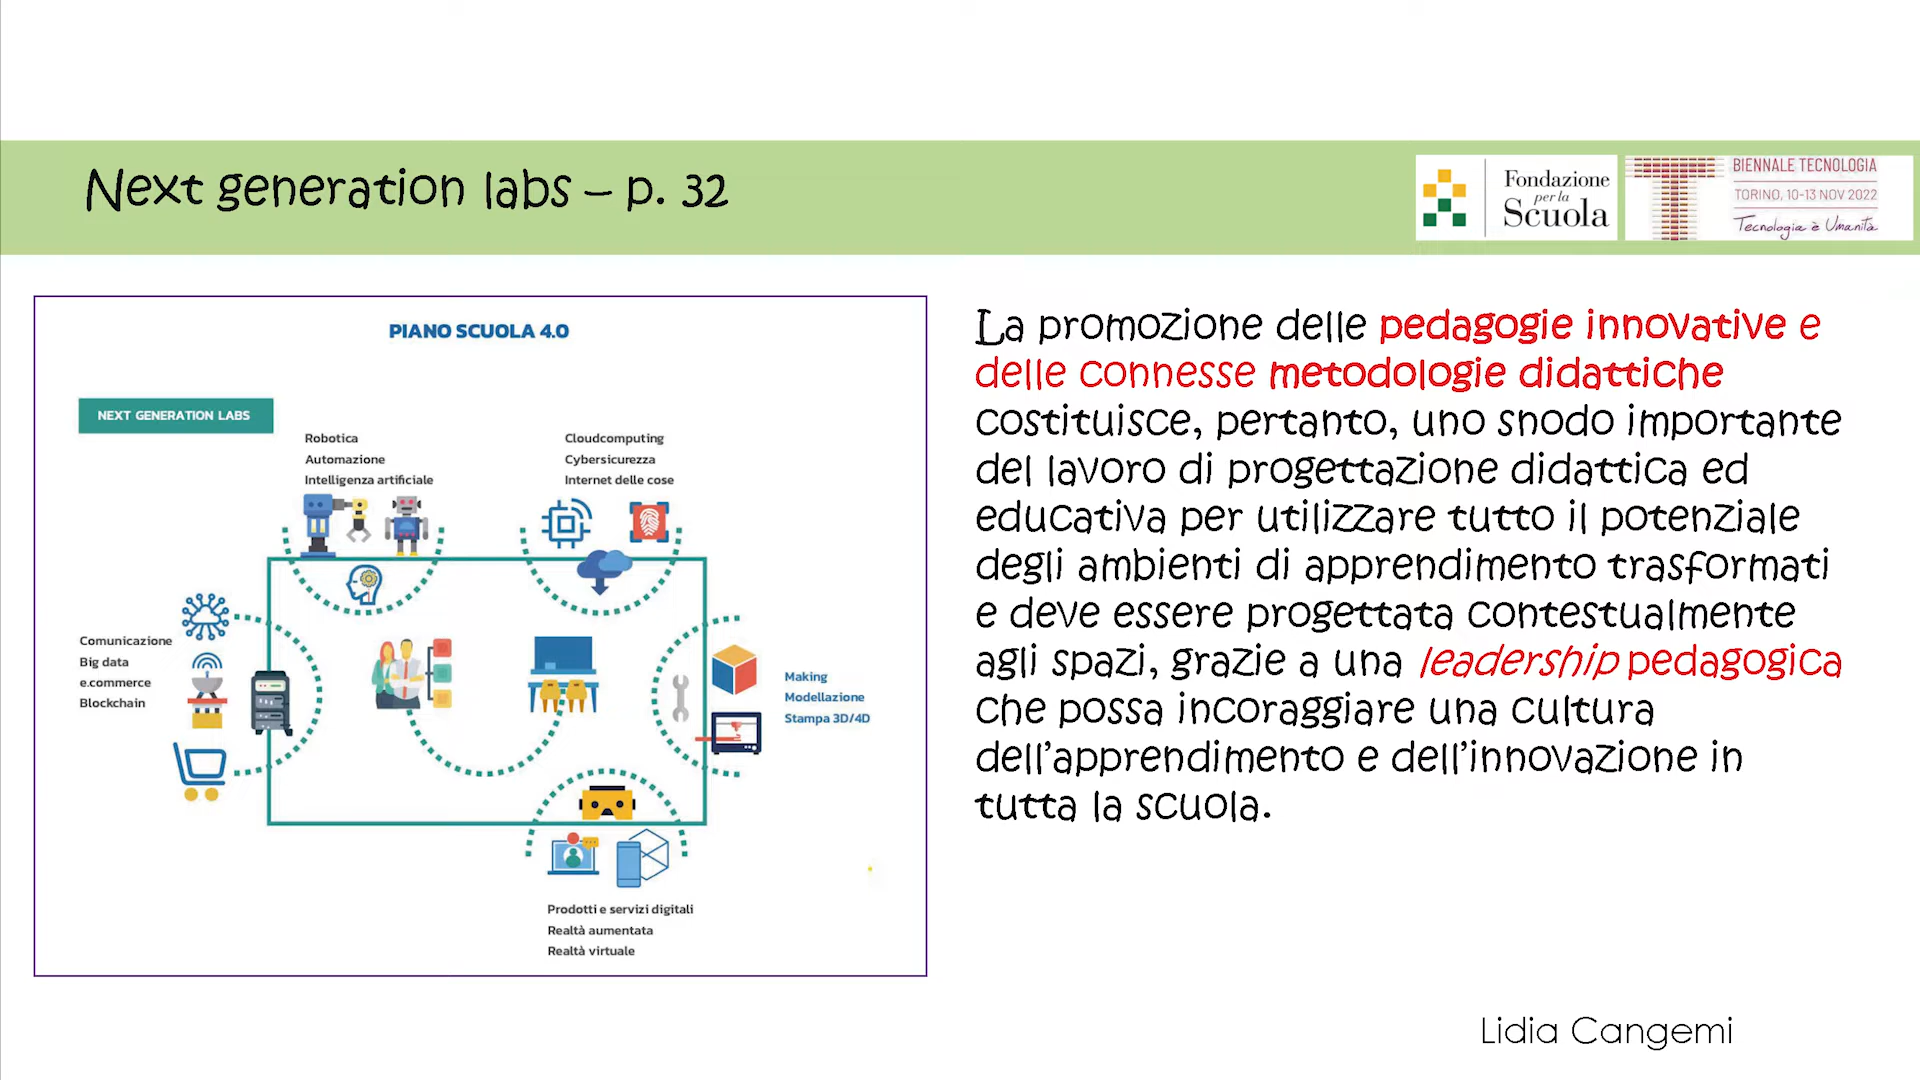 Next generation labs – p. 32
Fondazione
per la
Scuola
BIENNALE TECNOLOGIA
TORINO, 10-13 NOV 2022
Tecnologia è Umanità
PIANO SCUOLA 4.0
NEXT GENERATION LABS
Robotica
Automazione
Intelligenza artificiale
Cloudcomputing
Cybersicurezza
Internet delle cose
Comunicazione
Big data
e.commerce
Blockchain
Making
Modellazione
Stampa 3D/4D
Prodotti e servizi digitali
Realtà aumentata
Realtà virtuale
La promozione delle pedagogie innovative e
delle connesse metodologie didattiche
costituisce, pertanto, uno snodo importante
del lavoro di progettazione didattica ed
educativa per utilizzare tutto il potenziale
degli ambienti di apprendimento trasformati
e deve essere progettata contestualmente
agli spazi, grazie a una leadership pedagogica
che possa incoraggiare una cultura
dell'apprendimento e dell'innovazione in
tutta la scuola.
Lidia Cangemi